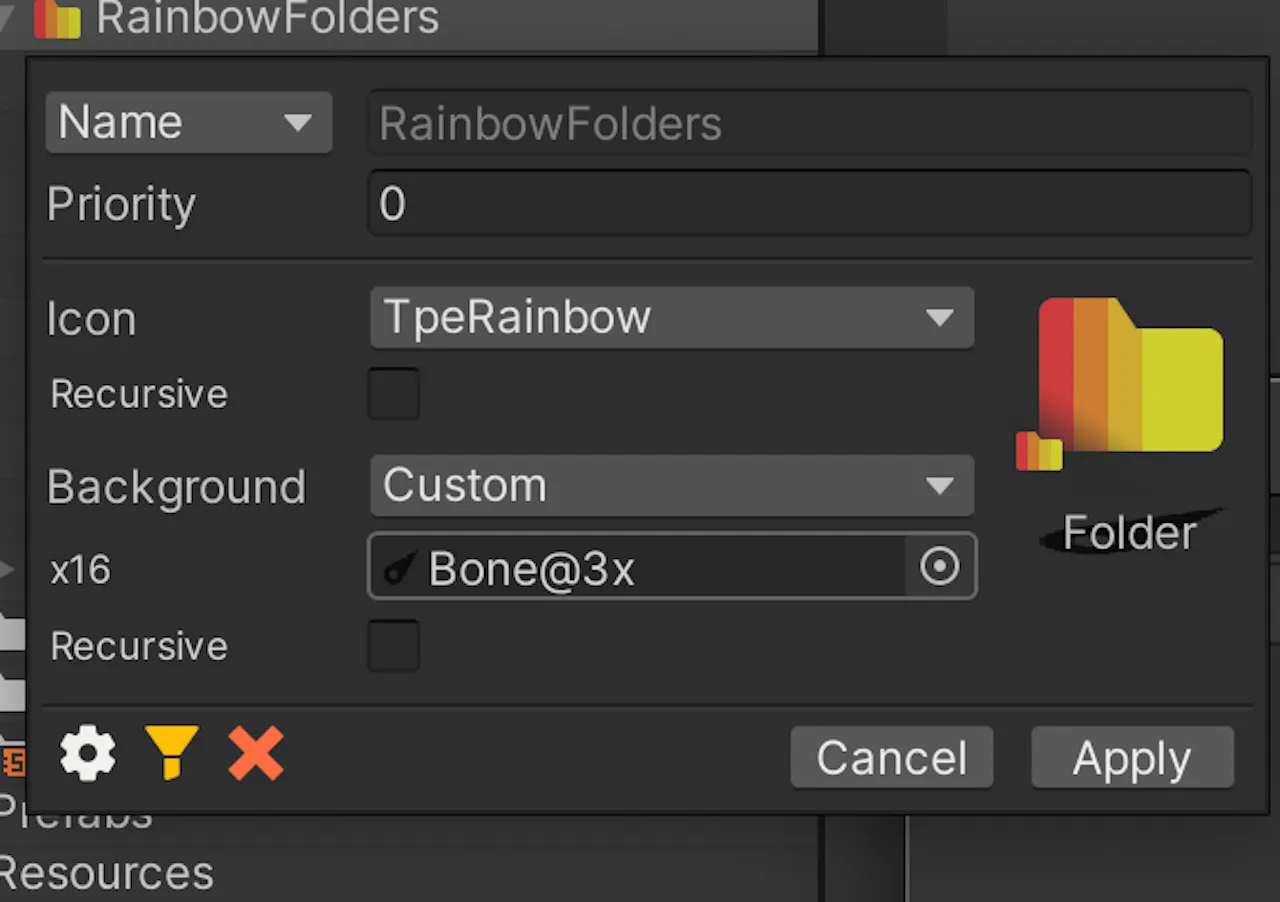 RainbowFolders
Name RainbowFolders
Priority 0
Icon TpeRainbow
Recursive
Background Custom
Folder
x16 Bone@3x
Recursive
Cancel Apply
Prefabs
Resources